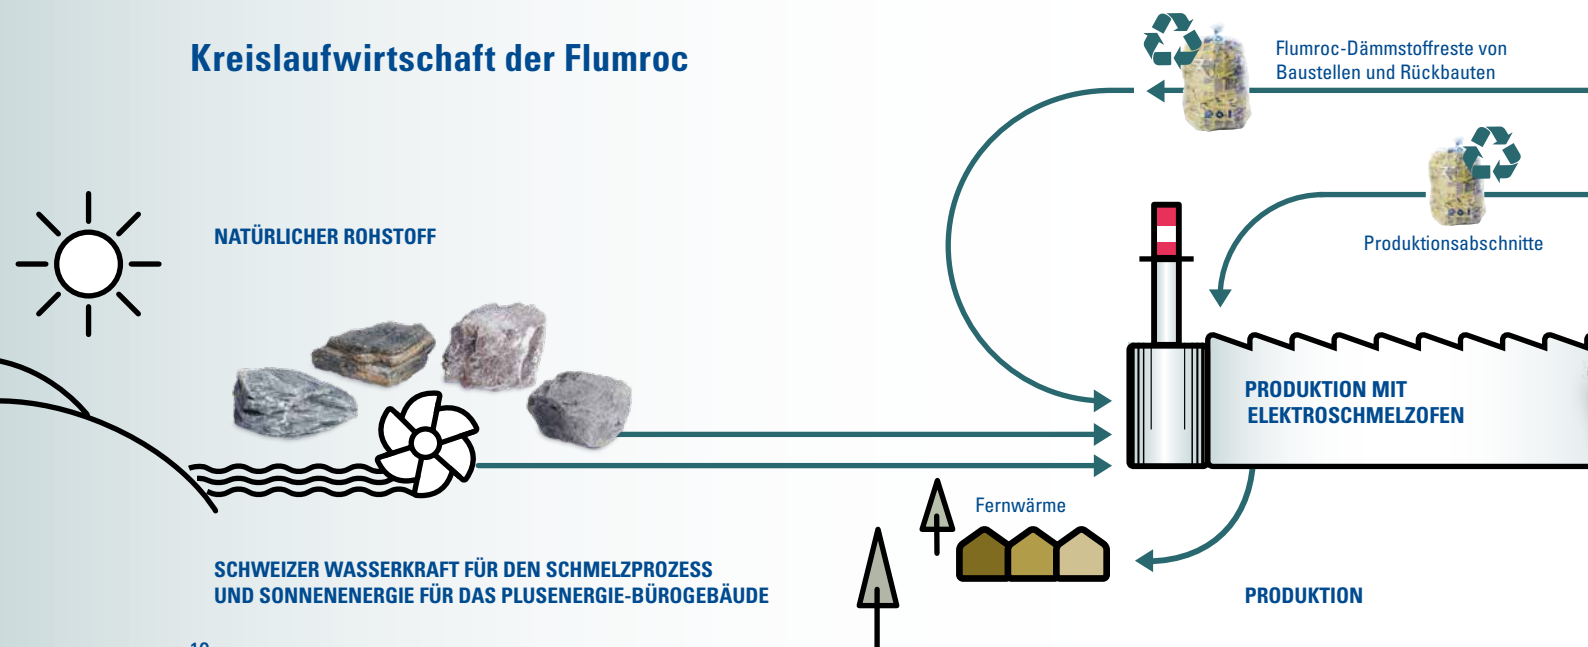 Kreislaufwirtschaft der Flumroc
Flumroc-Dämmstoffreste von
Baustellen und Rückbauten
Produktionsabschnitte
NATÜRLICHER ROHSTOFF
PRODUKTION MIT
ELEKTROSCHMELZOFEN
Fernwärme
SCHWEIZER WASSERKRAFT FÜR DEN SCHMELZPROZESS
UND SONNENENERGIE FÜR DAS PLUSENERGIE-BÜROGEBÄUDE
PRODUKTION